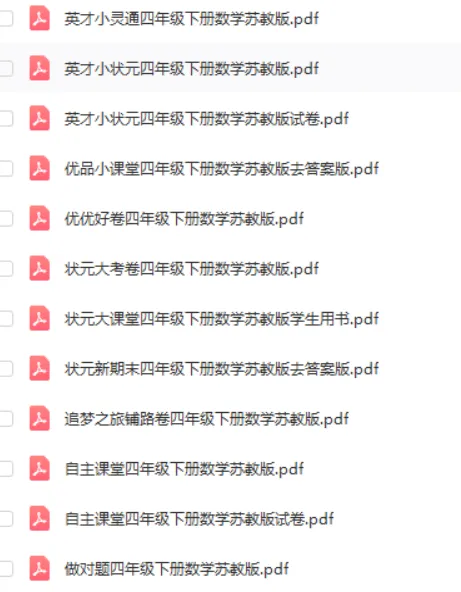 英才小灵通四年级下册数学苏教版.pdf
英才小状元四年级下册数学苏教版.pdf
英才小状元四年级下册数学苏教版试卷.pdf
优品小课堂四年级下册数学苏教版去答案版.pdf
优优好卷四年级下册数学苏教版.pdf
状元大考卷四年级下册数学苏教版.pdf
状元大课堂四年级下册数学苏教版学生用书.pdf
状元新期末四年级下册数学苏教版去答案版.pdf
追梦之旅铺路卷四年级下册数学苏教版.pdf
自主课堂四年级下册数学苏教版.pdf
自主课堂四年级下册数学苏教版试卷.pdf
做对题四年级下册数学苏教版.pdf